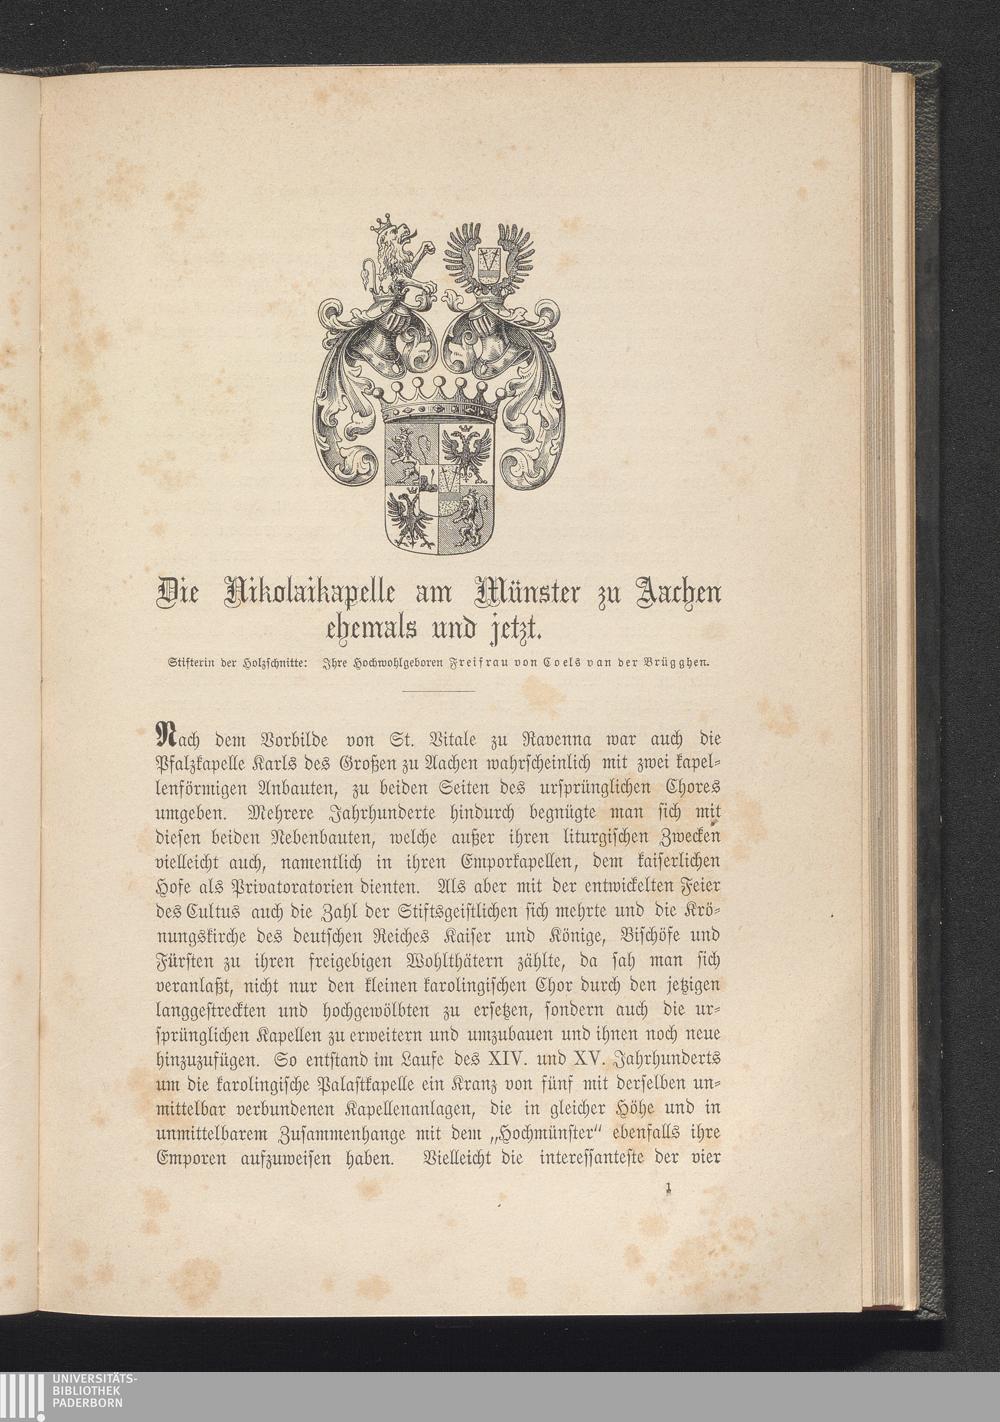 Die Nikolaikapelle am Münster zu Aachen
ehemals und jetzt.
Stifterin der Holzschnitte: Ihre Hochwohlgeboren Freifrau von Coels van der Brügghen.
Nach dem Vorbilde von St. Vitale zu Ravenna war auch die
Pfalzkapelle Karls des Großen zu Aachen wahrscheinlich mit zwei kapel-
lenförmigen Anbauten, zu beiden Seiten des ursprünglichen Chores
umgeben. Mehrere Jahrhunderte hindurch begnügte man sich mit
diesen beiden Nebenbauten, welche außer ihren liturgischen Zwecken
vielleicht auch, namentlich in ihren Emporkapellen, dem kaiserlichen
Hofe als Privatoratorien dienten. Als aber mit der entwickelten Feier
des Cultus auch die Zahl der Stiftsgeistlichen sich mehrte und die Krö-
nungskirche des deutschen Reiches Kaiser und Könige, Bischöfe und
Fürsten zu ihren freigebigen Wohlthätern zählte, da sah man sich
veranlaßt, nicht nur den kleinen karolingischen Chor durch den jetzigen
langgestreckten und hochgewölbten zu ersetzen, sondern auch die ur-
sprünglichen Kapellen zu erweitern und umzubauen und ihnen noch neue
hinzuzufügen. So entstand im Laufe des XIV. und XV. Jahrhunderts
um die karolingische Palastkapelle ein Kranz von fünf mit derselben un-
mittelbar verbundenen Kapellenanlagen, die in gleicher Höhe und in
unmittelbarem Zusammenhange mit dem „Hochmünster“ ebenfalls ihre
Emporen aufzuweisen haben. Vielleicht die interessanteste der vier
1
UNIVERSITÄTS-
BIBLIOTHEK
PADERBORN